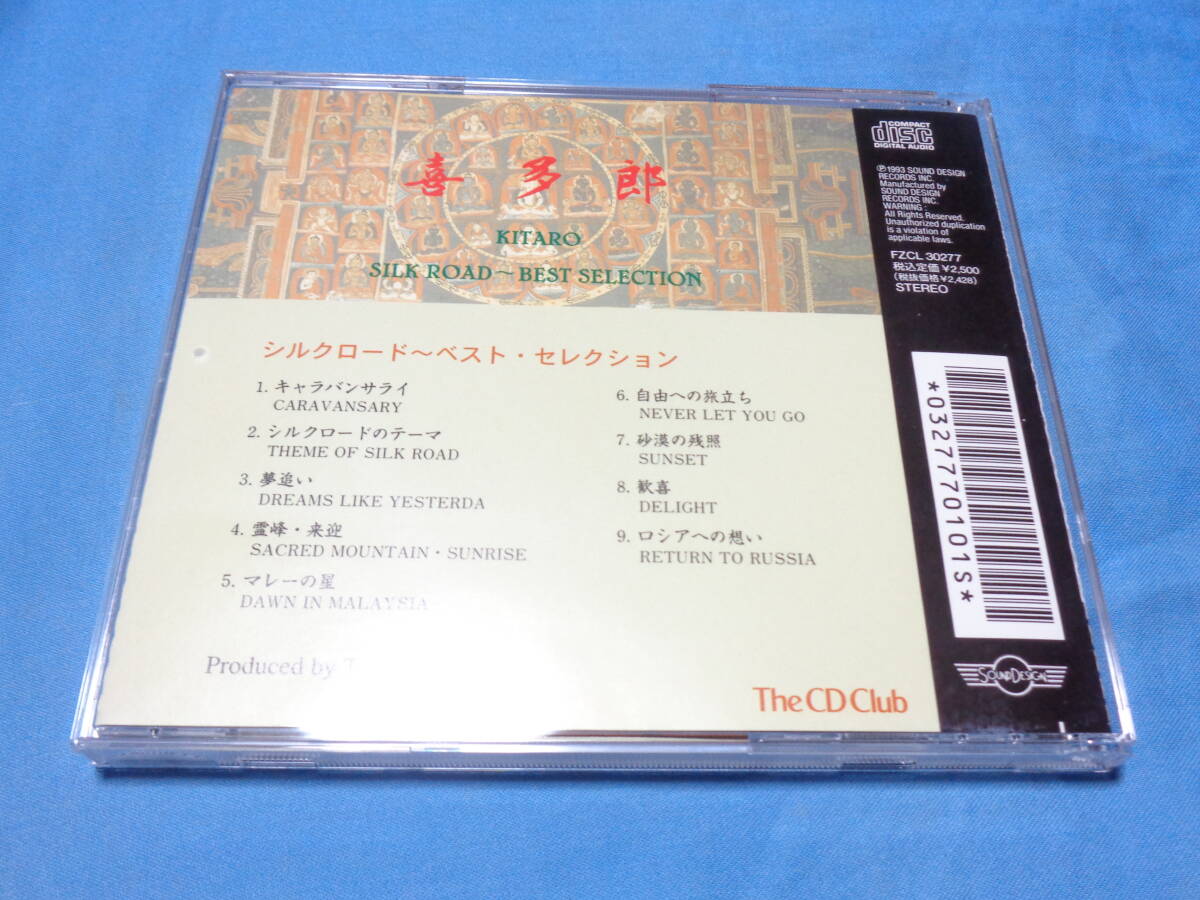 喜多郎
KITARO
SILK ROAD〜BEST SELECTION
シルクロード〜ベスト・セレクション
1. キャラバンサライ
CARAVANSARY
2. シルクロードのテーマ
THEME OF SILK ROAD
3. 夢追い
DREAMS LIKE YESTERDA
4. 霊峰・来迎
SACRED MOUNTAIN・SUNRISE
5. マレーの星
DAWN IN MALAYSIA
6. 自由への旅立ち
NEVER LET YOU GO
7. 砂漠の残照
SUNSET
8. 歓喜
DELIGHT
9. ロシアへの想い
RETURN TO RUSSIA
Produced by
The CD Club
COMPACT
disc
DIGITAL AUDIO
Ⓟ1993 SOUND DESIGN
RECORDS INC.
Manufactured by
SOUND DESIGN
RECORDS INC.
WARNING :
All Rights Reserved.
Unauthorized duplication
is a violation of
applicable laws.
FZCL 30277
税込定価¥2,500
(税抜価格¥2,428)
STEREO
*0327770101S*
SOUND DESIGN